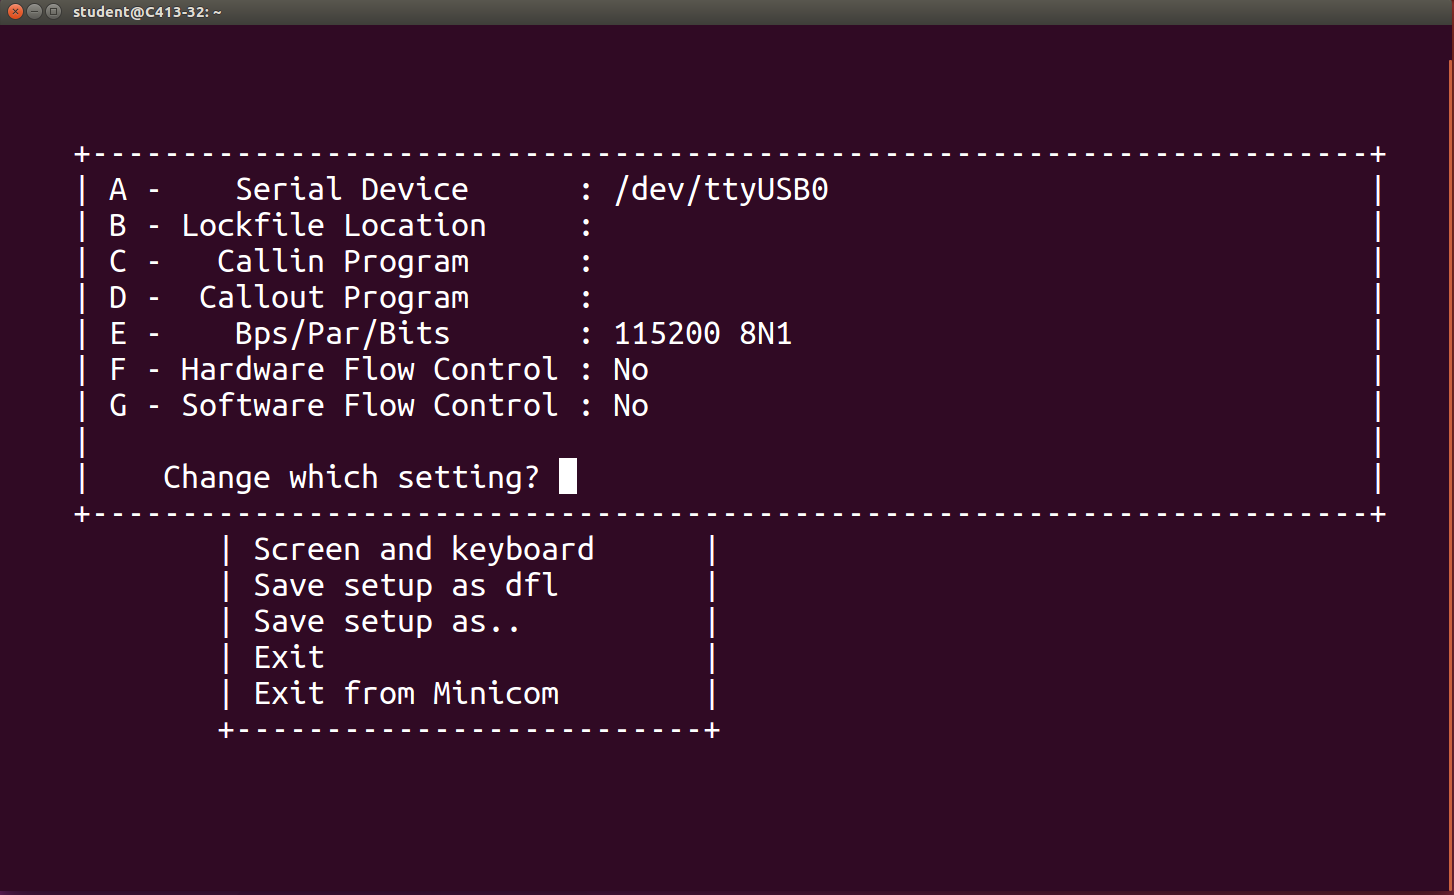 student@C413-32: ~
+-----------------------------------------------------------------------+
| A -    Serial Device      : /dev/ttyUSB0                              |
| B - Lockfile Location     :                                           |
| C -   Callin Program      :                                           |
| D -  Callout Program      :                                           |
| E -    Bps/Par/Bits       : 115200 8N1                                |
| F - Hardware Flow Control : No                                        |
| G - Software Flow Control : No                                        |
|                                                                       |
|    Change which setting?                                              |
+-----------------------------------------------------------------------+
        | Screen and keyboard      |
        | Save setup as dfl        |
        | Save setup as..          |
        | Exit                     |
        | Exit from Minicom        |
        +--------------------------+